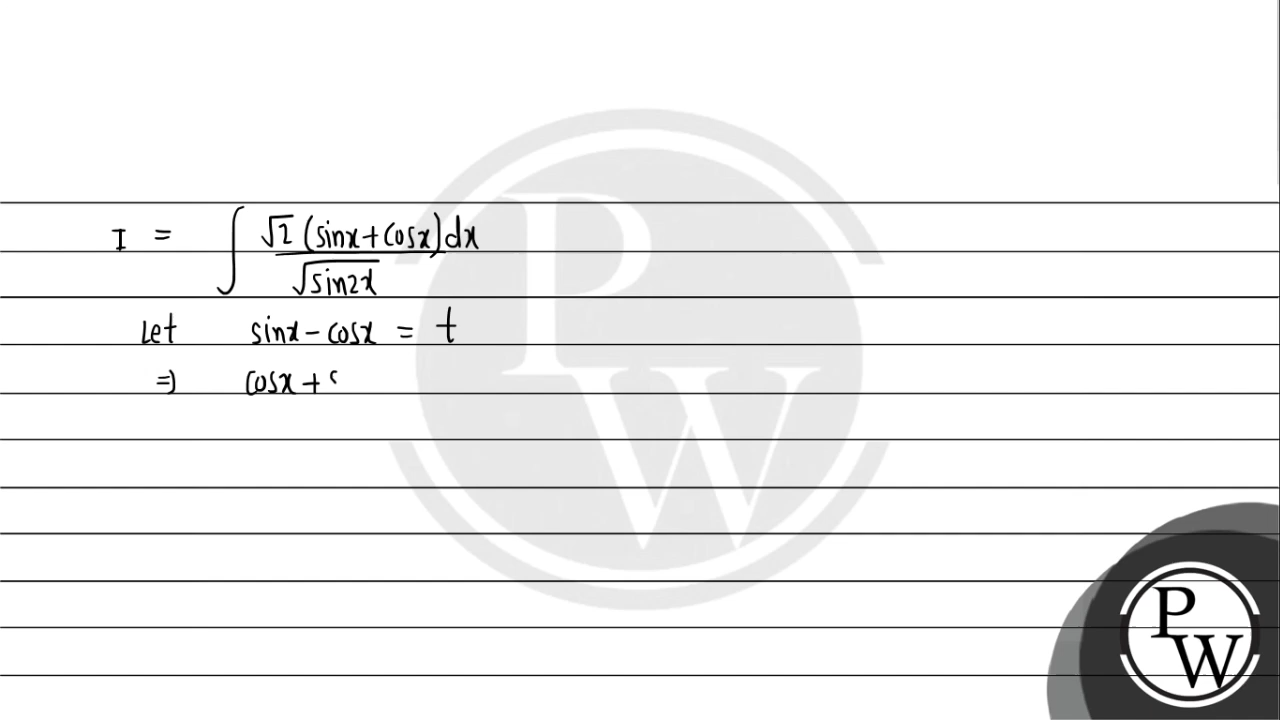 I = ∫ √2 (sinx + cosx) dx / √sin2x
Let sinx - cosx = t
⇒ cosx + s
P
W
P
W